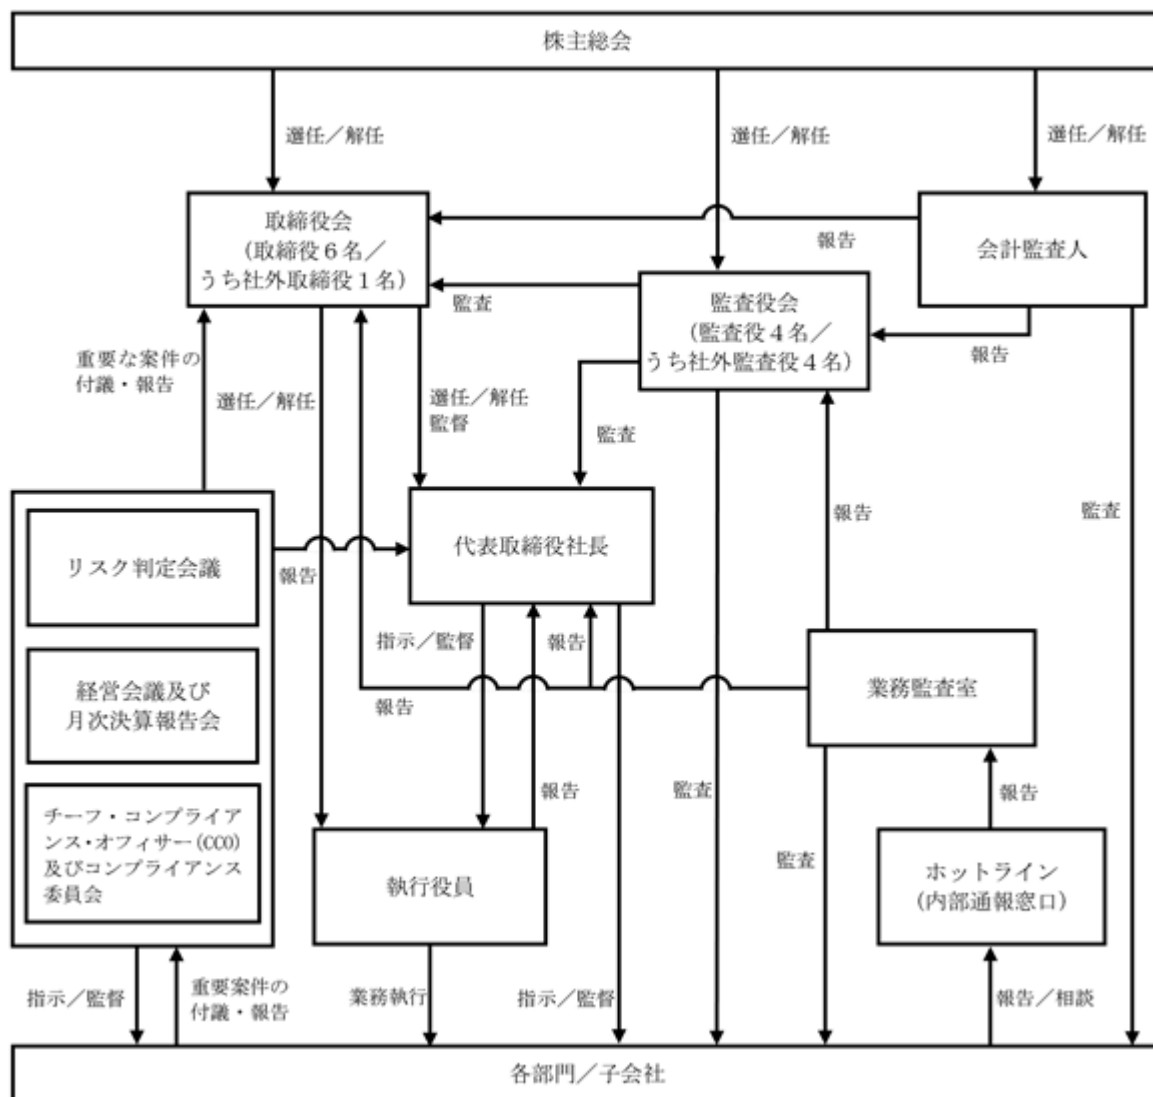 株主総会
選任／解任
選任／解任
選任／解任
取締役会
（取締役６名／
うち社外取締役１名）
報告
会計監査人
監査
監査役会
（監査役４名／
うち社外監査役４名）
報告
重要な案件の
付議・報告
選任／解任
選任／解任
監督
監査
報告
監査
リスク判定会議
報告
代表取締役社長
経営会議及び
月次決算報告会
指示／監督
報告
報告
業務監査室
チーフ・コンプライア
ンス・オフィサー（CCO）
及びコンプライアンス
委員会
報告
監査
報告
執行役員
監査
ホットライン
（内部通報窓口）
指示／監督
重要案件の
付議・報告
業務執行
指示／監督
報告／相談
各部門／子会社